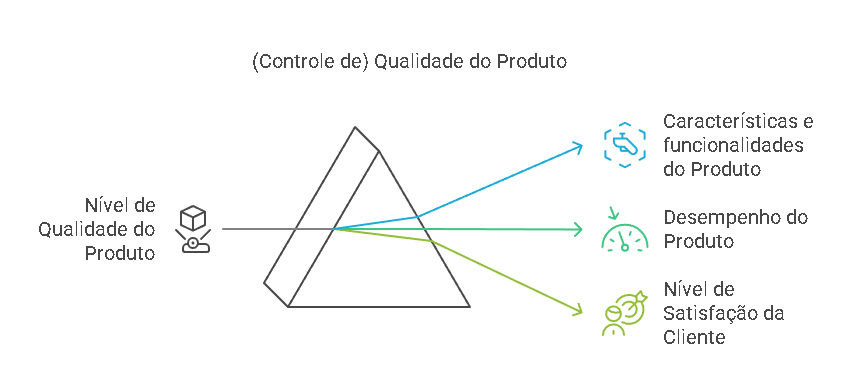 (Controle de) Qualidade do Produto
Nível de
Qualidade do
Produto
Características e
funcionalidades
do Produto
Desempenho do
Produto
Nível de
Satisfação da
Cliente